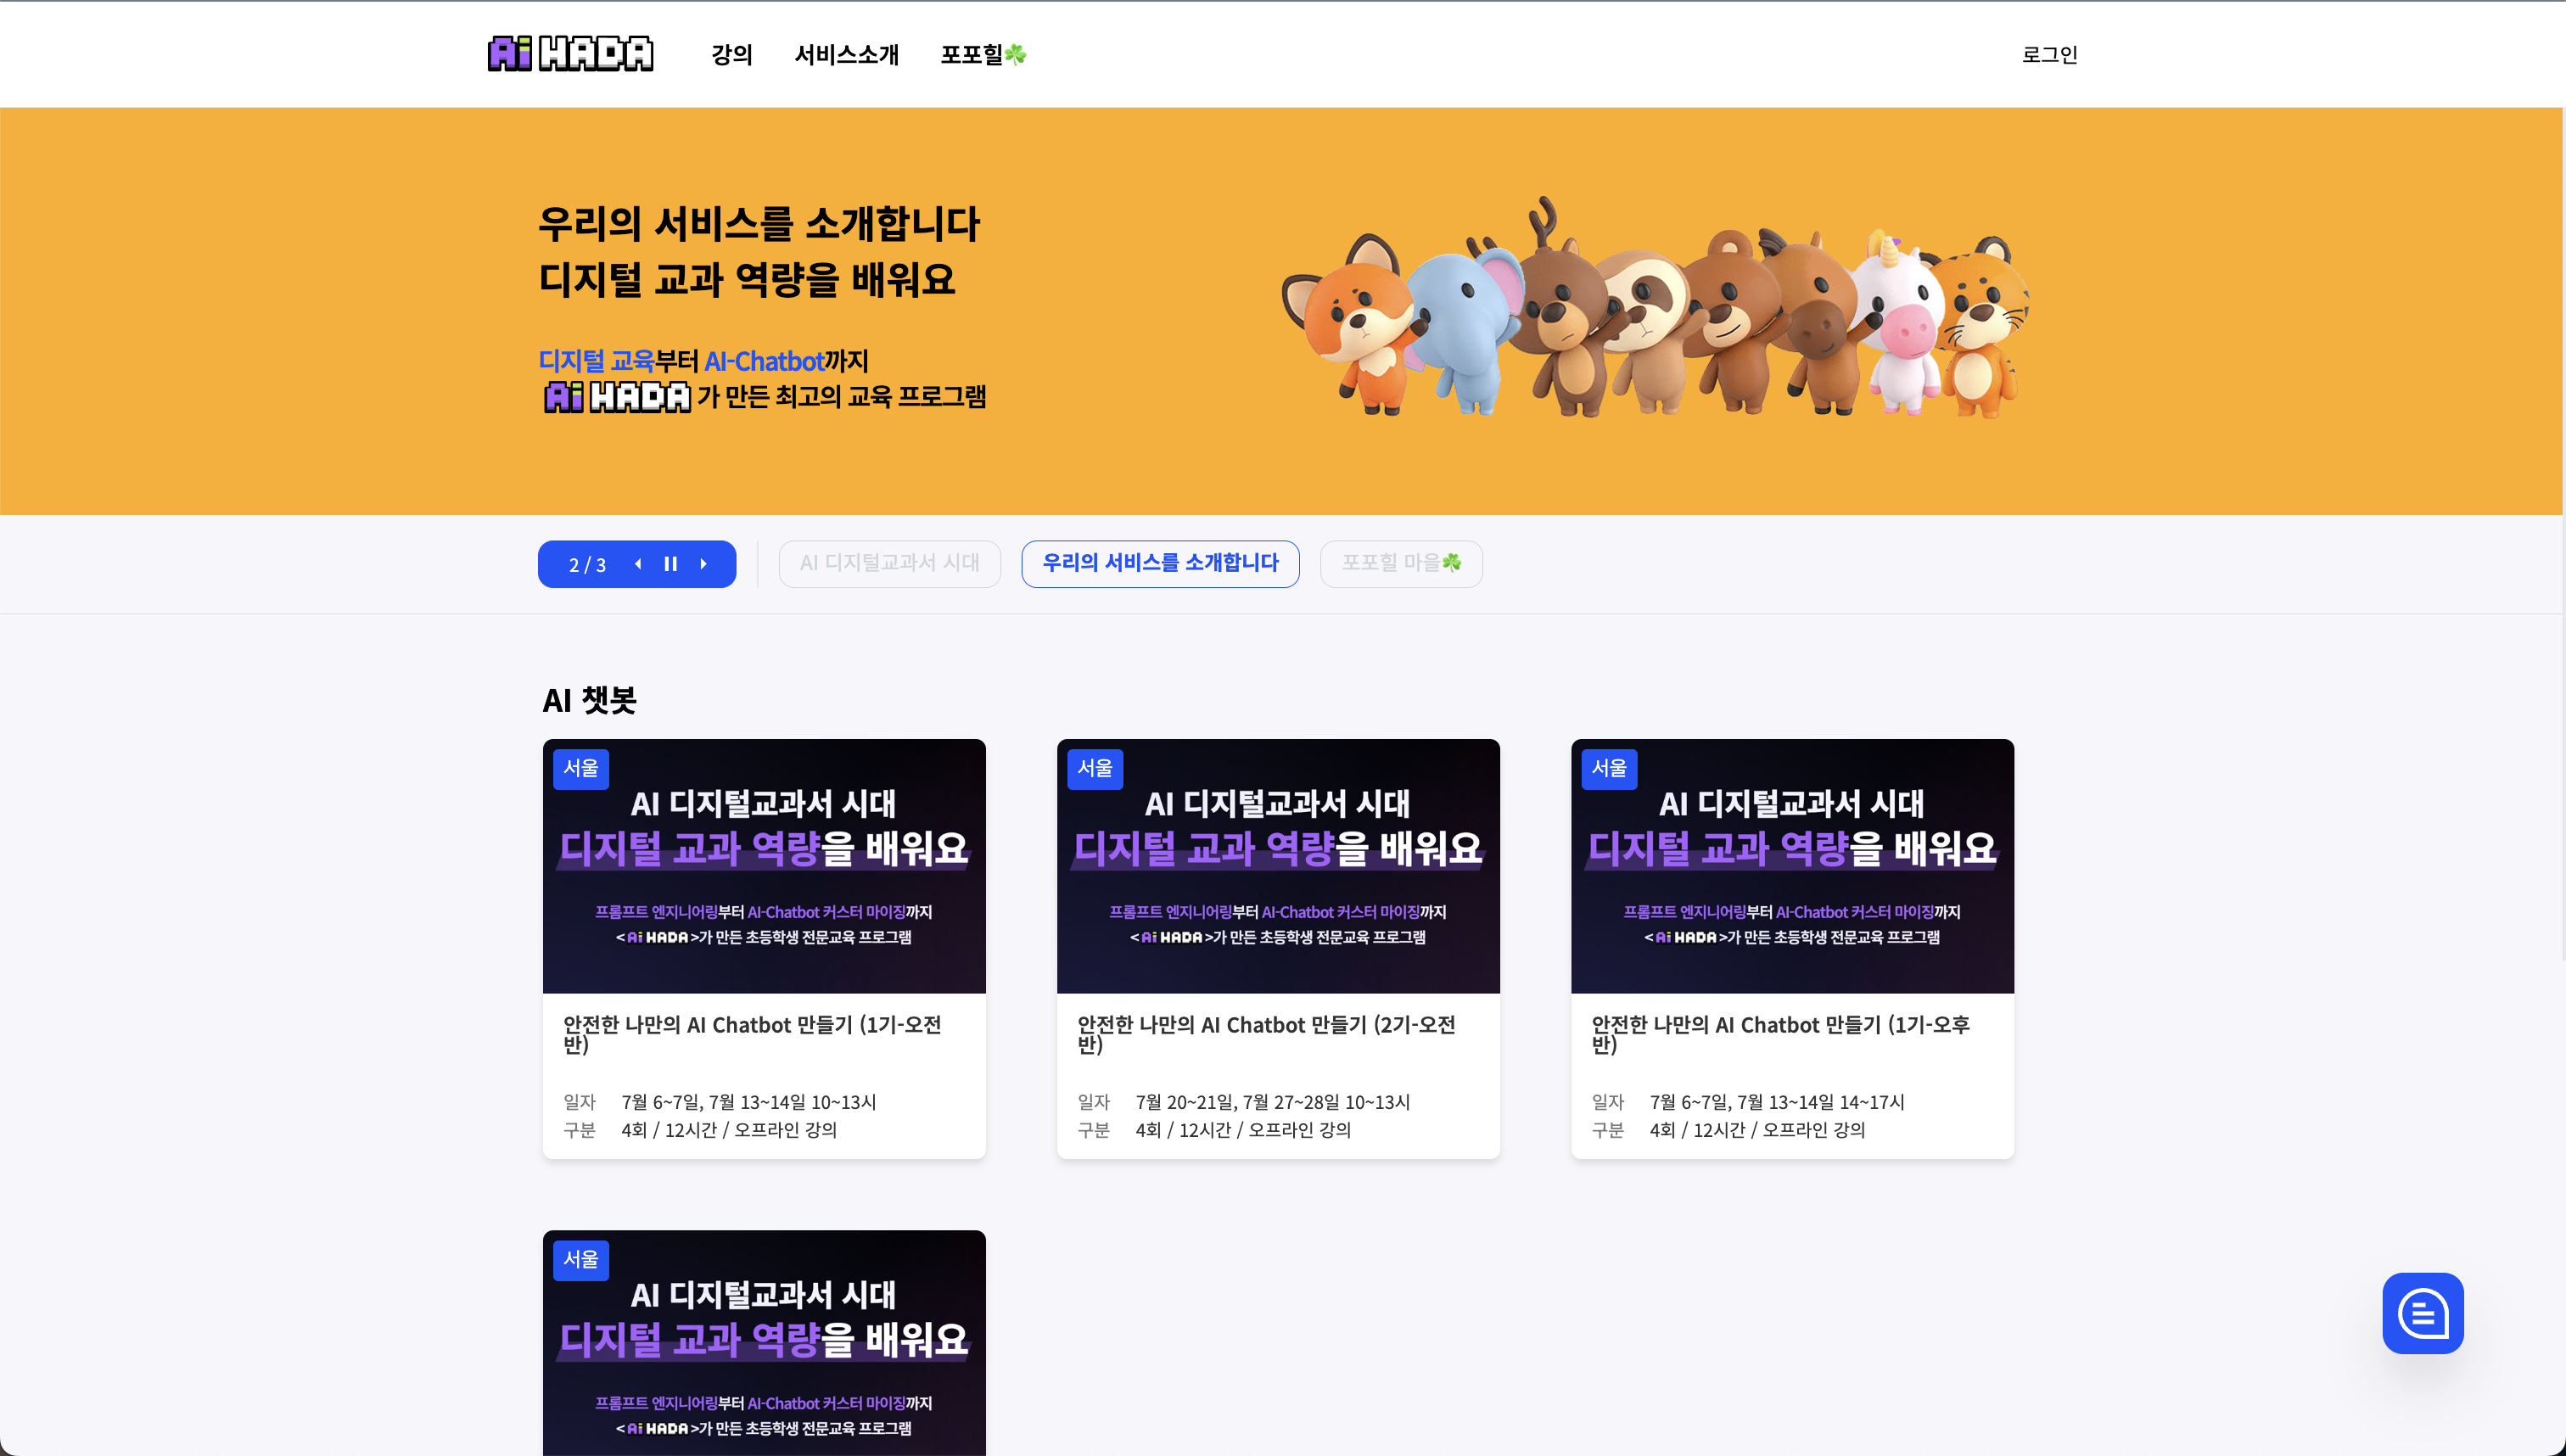 Ai HADA 강의 서비스소개 포포힐☘️ 로그인
우리의 서비스를 소개합니다
디지털 교과 역량을 배워요
디지털 교육부터 AI-Chatbot까지
Ai HADA 가 만든 최고의 교육 프로그램
2 / 3
AI 디지털교과서 시대
우리의 서비스를 소개합니다
포포힐 마을☘️
AI 챗봇
서울
AI 디지털교과서 시대
디지털 교과 역량을 배워요
프롬프트 엔지니어링부터 AI-Chatbot 커스터 마이징까지
<Ai HADA>가 만든 초등학생 전문교육 프로그램
안전한 나만의 AI Chatbot 만들기 (1기-오전
반)
일자 7월 6~7일, 7월 13~14일 10~13시
구분 4회 / 12시간 / 오프라인 강의
서울
AI 디지털교과서 시대
디지털 교과 역량을 배워요
프롬프트 엔지니어링부터 AI-Chatbot 커스터 마이징까지
<Ai HADA>가 만든 초등학생 전문교육 프로그램
안전한 나만의 AI Chatbot 만들기 (2기-오전
반)
일자 7월 20~21일, 7월 27~28일 10~13시
구분 4회 / 12시간 / 오프라인 강의
서울
AI 디지털교과서 시대
디지털 교과 역량을 배워요
프롬프트 엔지니어링부터 AI-Chatbot 커스터 마이징까지
<Ai HADA>가 만든 초등학생 전문교육 프로그램
안전한 나만의 AI Chatbot 만들기 (1기-오후
반)
일자 7월 6~7일, 7월 13~14일 14~17시
구분 4회 / 12시간 / 오프라인 강의
서울
AI 디지털교과서 시대
디지털 교과 역량을 배워요
프롬프트 엔지니어링부터 AI-Chatbot 커스터 마이징까지
<Ai HADA>가 만든 초등학생 전문교육 프로그램